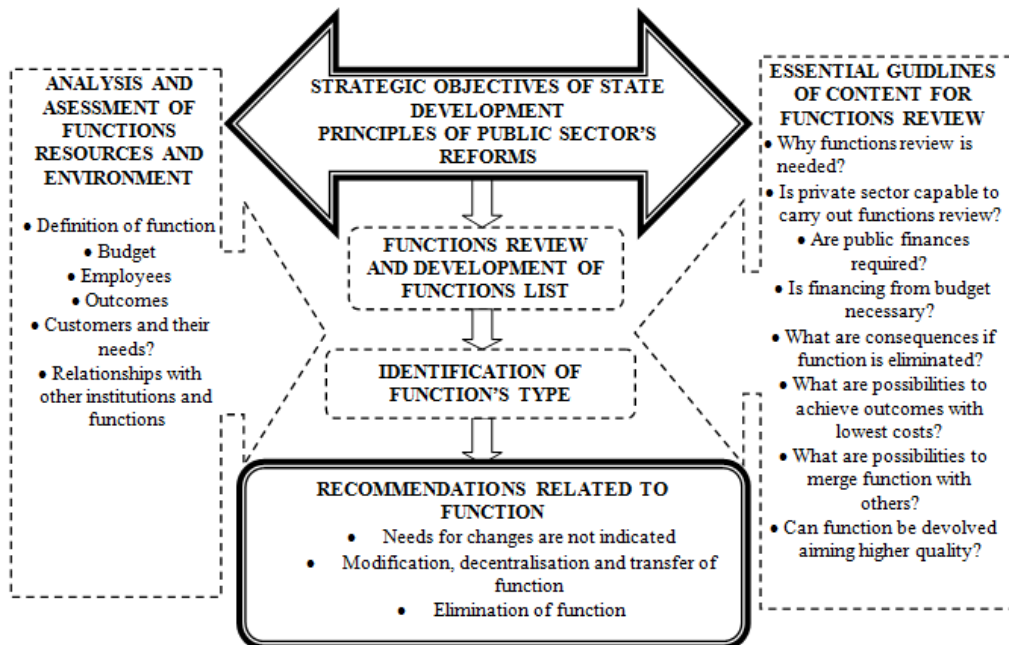 ANALYSIS AND
ASESSMENT OF
FUNCTIONS
RESOURCES AND
ENVIRONMENT
• Definition of function
• Budget
• Employees
• Outcomes
• Customers and their
needs?
• Relationships with
other institutions and
functions
STRATEGIC OBJECTIVES OF STATE
DEVELOPMENT
PRINCIPLES OF PUBLIC SECTOR'S
REFORMS
FUNCTIONS REVIEW
AND DEVELOPMENT OF
FUNCTIONS LIST
IDENTIFICATION OF
FUNCTION'S TYPE
RECOMMENDATIONS RELATED TO
FUNCTION
• Needs for changes are not indicated
• Modification, decentralisation and transfer of
function
• Elimination of function
ESSENTIAL GUIDLINES
OF CONTENT FOR
FUNCTIONS REVIEW
• Why functions review is
needed?
• Is private sector capable to
carry out functions review?
• Are public finances
required?
• Is financing from budget
necessary?
• What are consequences if
function is eliminated?
• What are possibilities to
achieve outcomes with
lowest costs?
• What are possibilities to
merge function with
others?
• Can function be devolved
aiming higher quality?